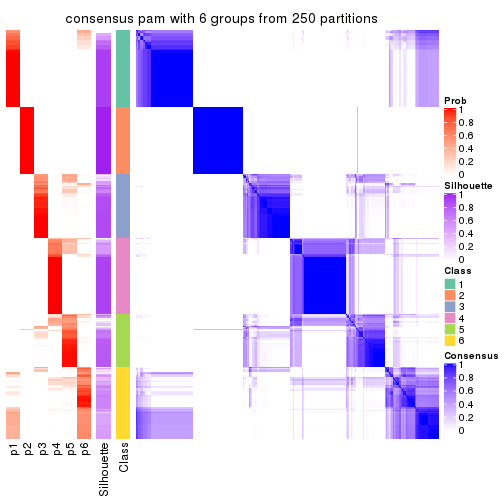 consensus pam with 6 groups from 250 partitions
Prob
1
0.8
0.6
0.4
0.2
0
Silhouette
1
0.8
0.6
0.4
0.2
0
Class
1
2
3
4
5
6
Consensus
1
0.8
0.6
0.4
0.2
0
p1
p2
p3
p4
p5
p6
Silhouette
Class